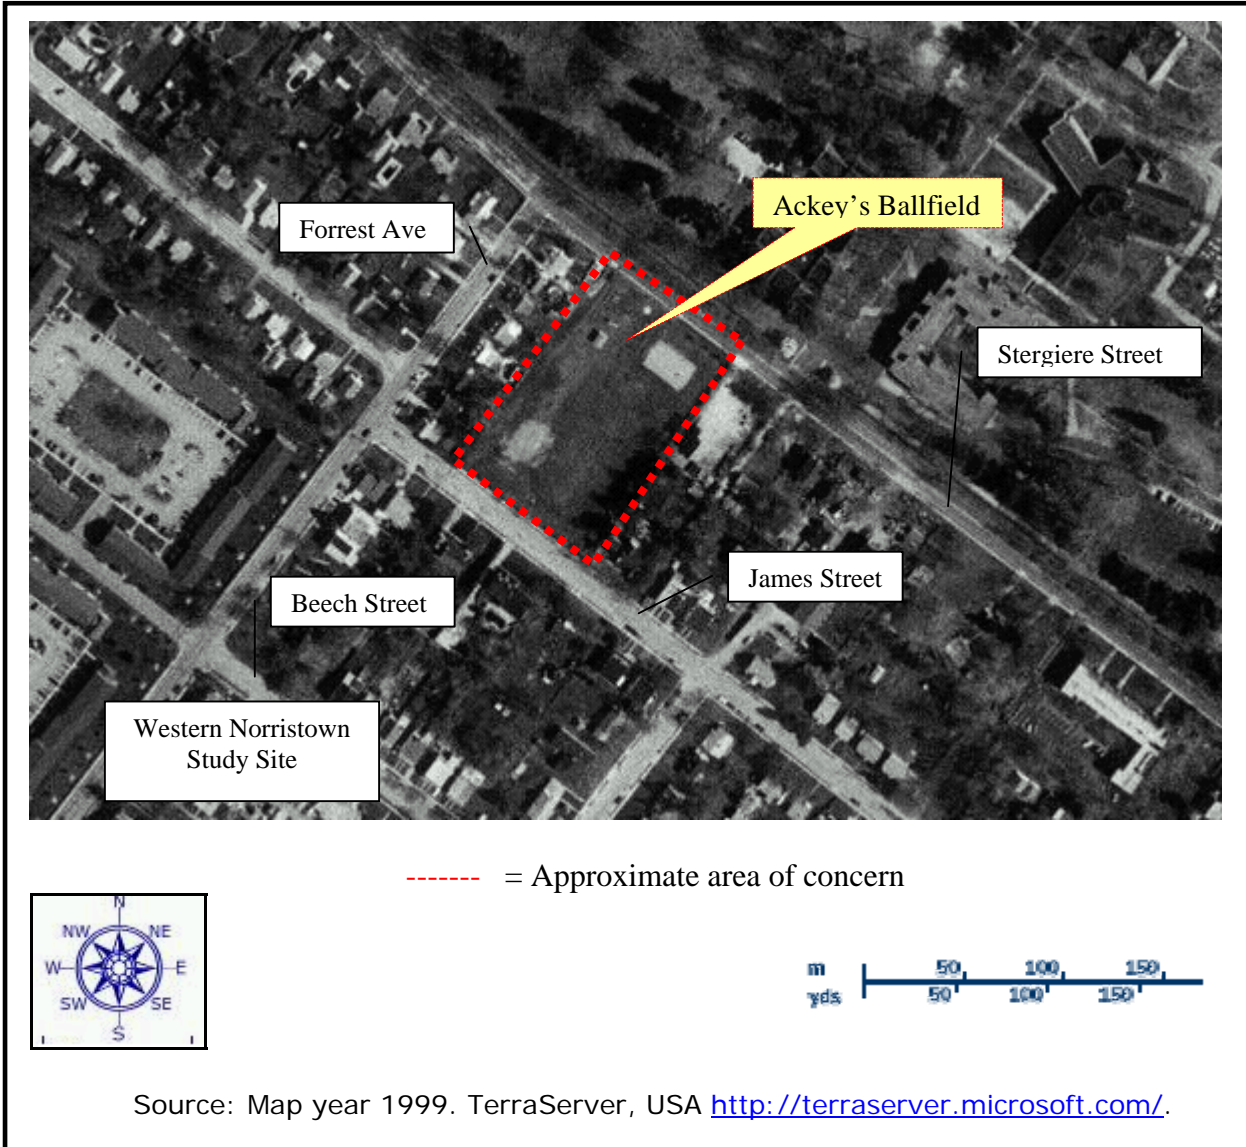 Ackey's Ballfield
Forrest Ave
Stergiere Street
James Street
Beech Street
Western Norristown
Study Site
------- = Approximate area of concern
N
NW NE
W E
SW SE
S
m 50 100 150
yds 50 100 150
Source: Map year 1999. TerraServer, USA http://terraserver.microsoft.com/.